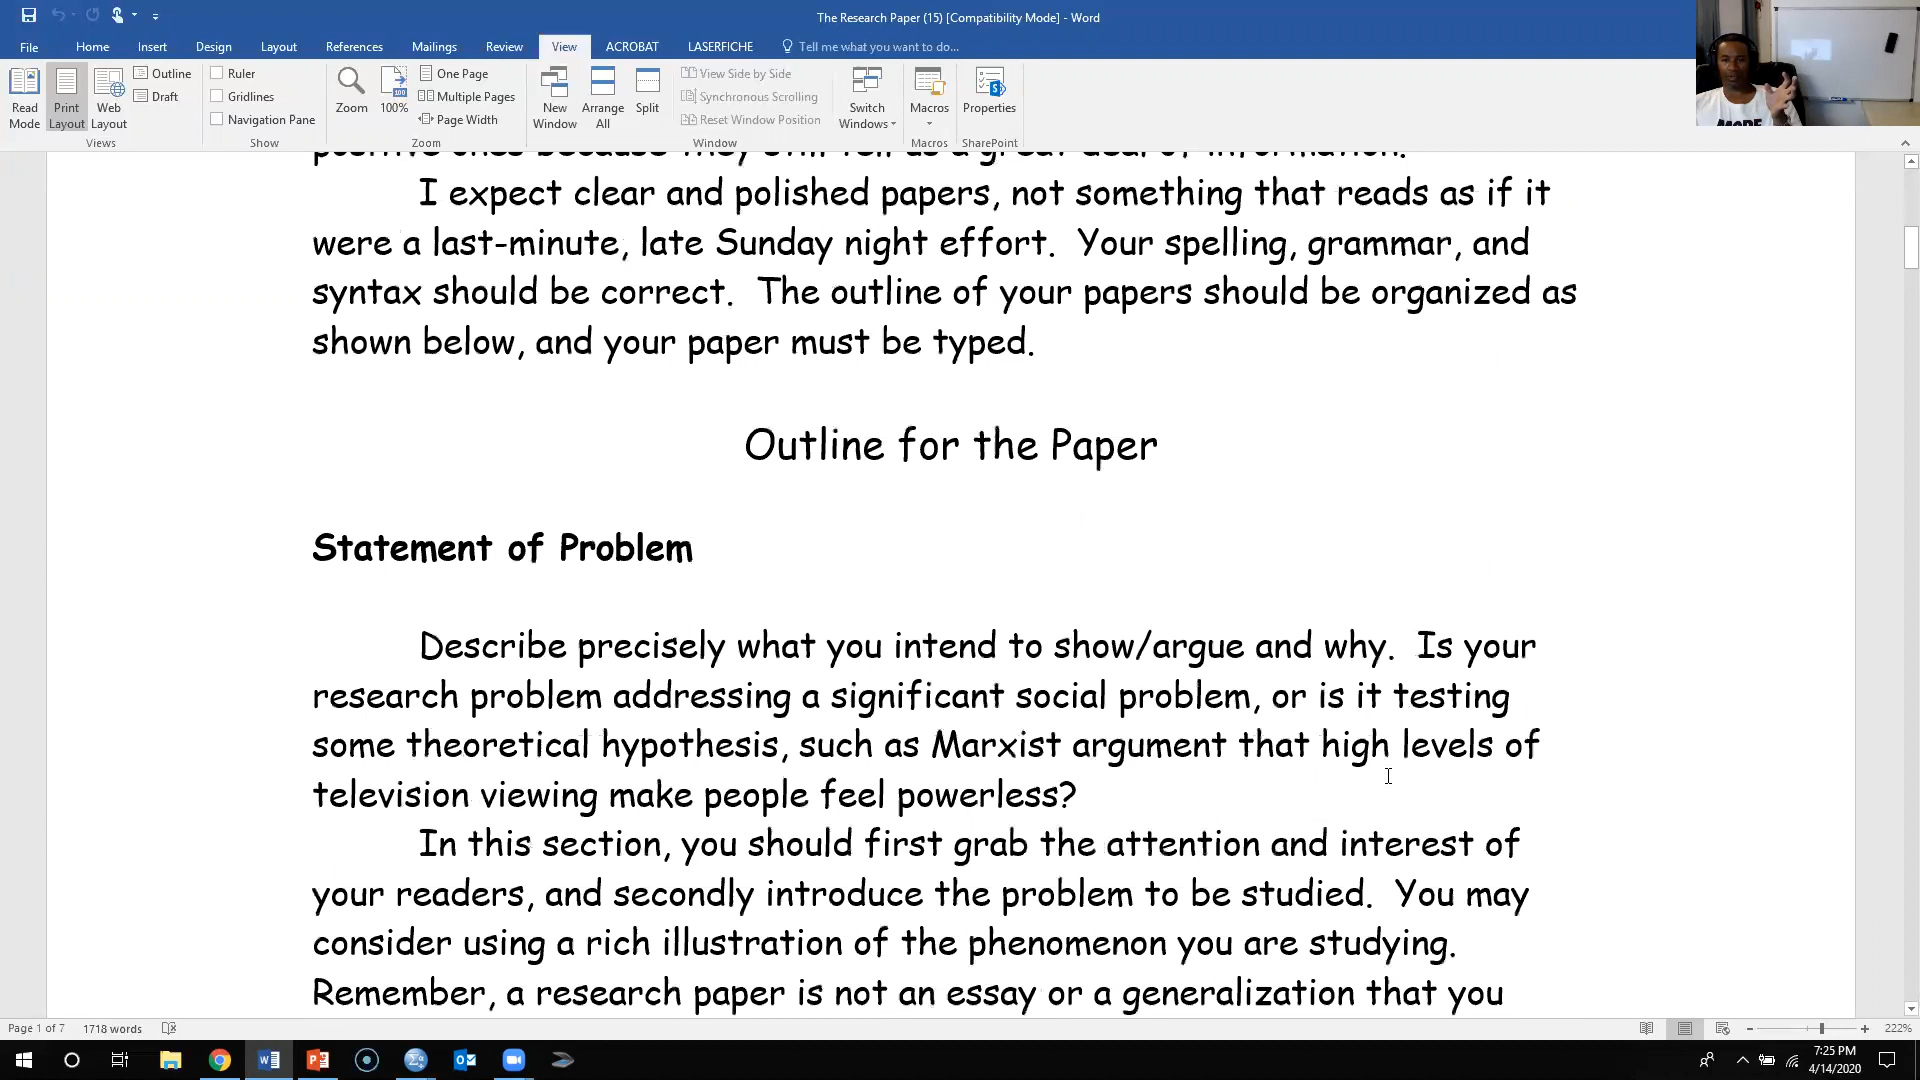 The Research Paper (15) [Compatibility Mode] - Word
File Home Insert Design Layout References Mailings Review View ACROBAT LASERFICHE Tell me what you want to do...
Read Mode
Print Layout
Web Layout
Outline
Draft
Views
Ruler
Gridlines
Navigation Pane
Show
Zoom
100%
One Page
Multiple Pages
Page Width
Zoom
New Window
Arrange All
Split
View Side by Side
Synchronous Scrolling
Reset Window Position
Window
Switch Windows
Macros
Macros
Properties
SharePoint
positive ones because they still tell us a great deal of information.
I expect clear and polished papers, not something that reads as if it
were a last-minute, late Sunday night effort. Your spelling, grammar, and
syntax should be correct. The outline of your papers should be organized as
shown below, and your paper must be typed.
Outline for the Paper
Statement of Problem
Describe precisely what you intend to show/argue and why. Is your
research problem addressing a significant social problem, or is it testing
some theoretical hypothesis, such as Marxist argument that high levels of
television viewing make people feel powerless?
In this section, you should first grab the attention and interest of
your readers, and secondly introduce the problem to be studied. You may
consider using a rich illustration of the phenomenon you are studying.
Remember, a research paper is not an essay or a generalization that you
Page 1 of 7 1718 words 222%
7:25 PM
4/14/2020